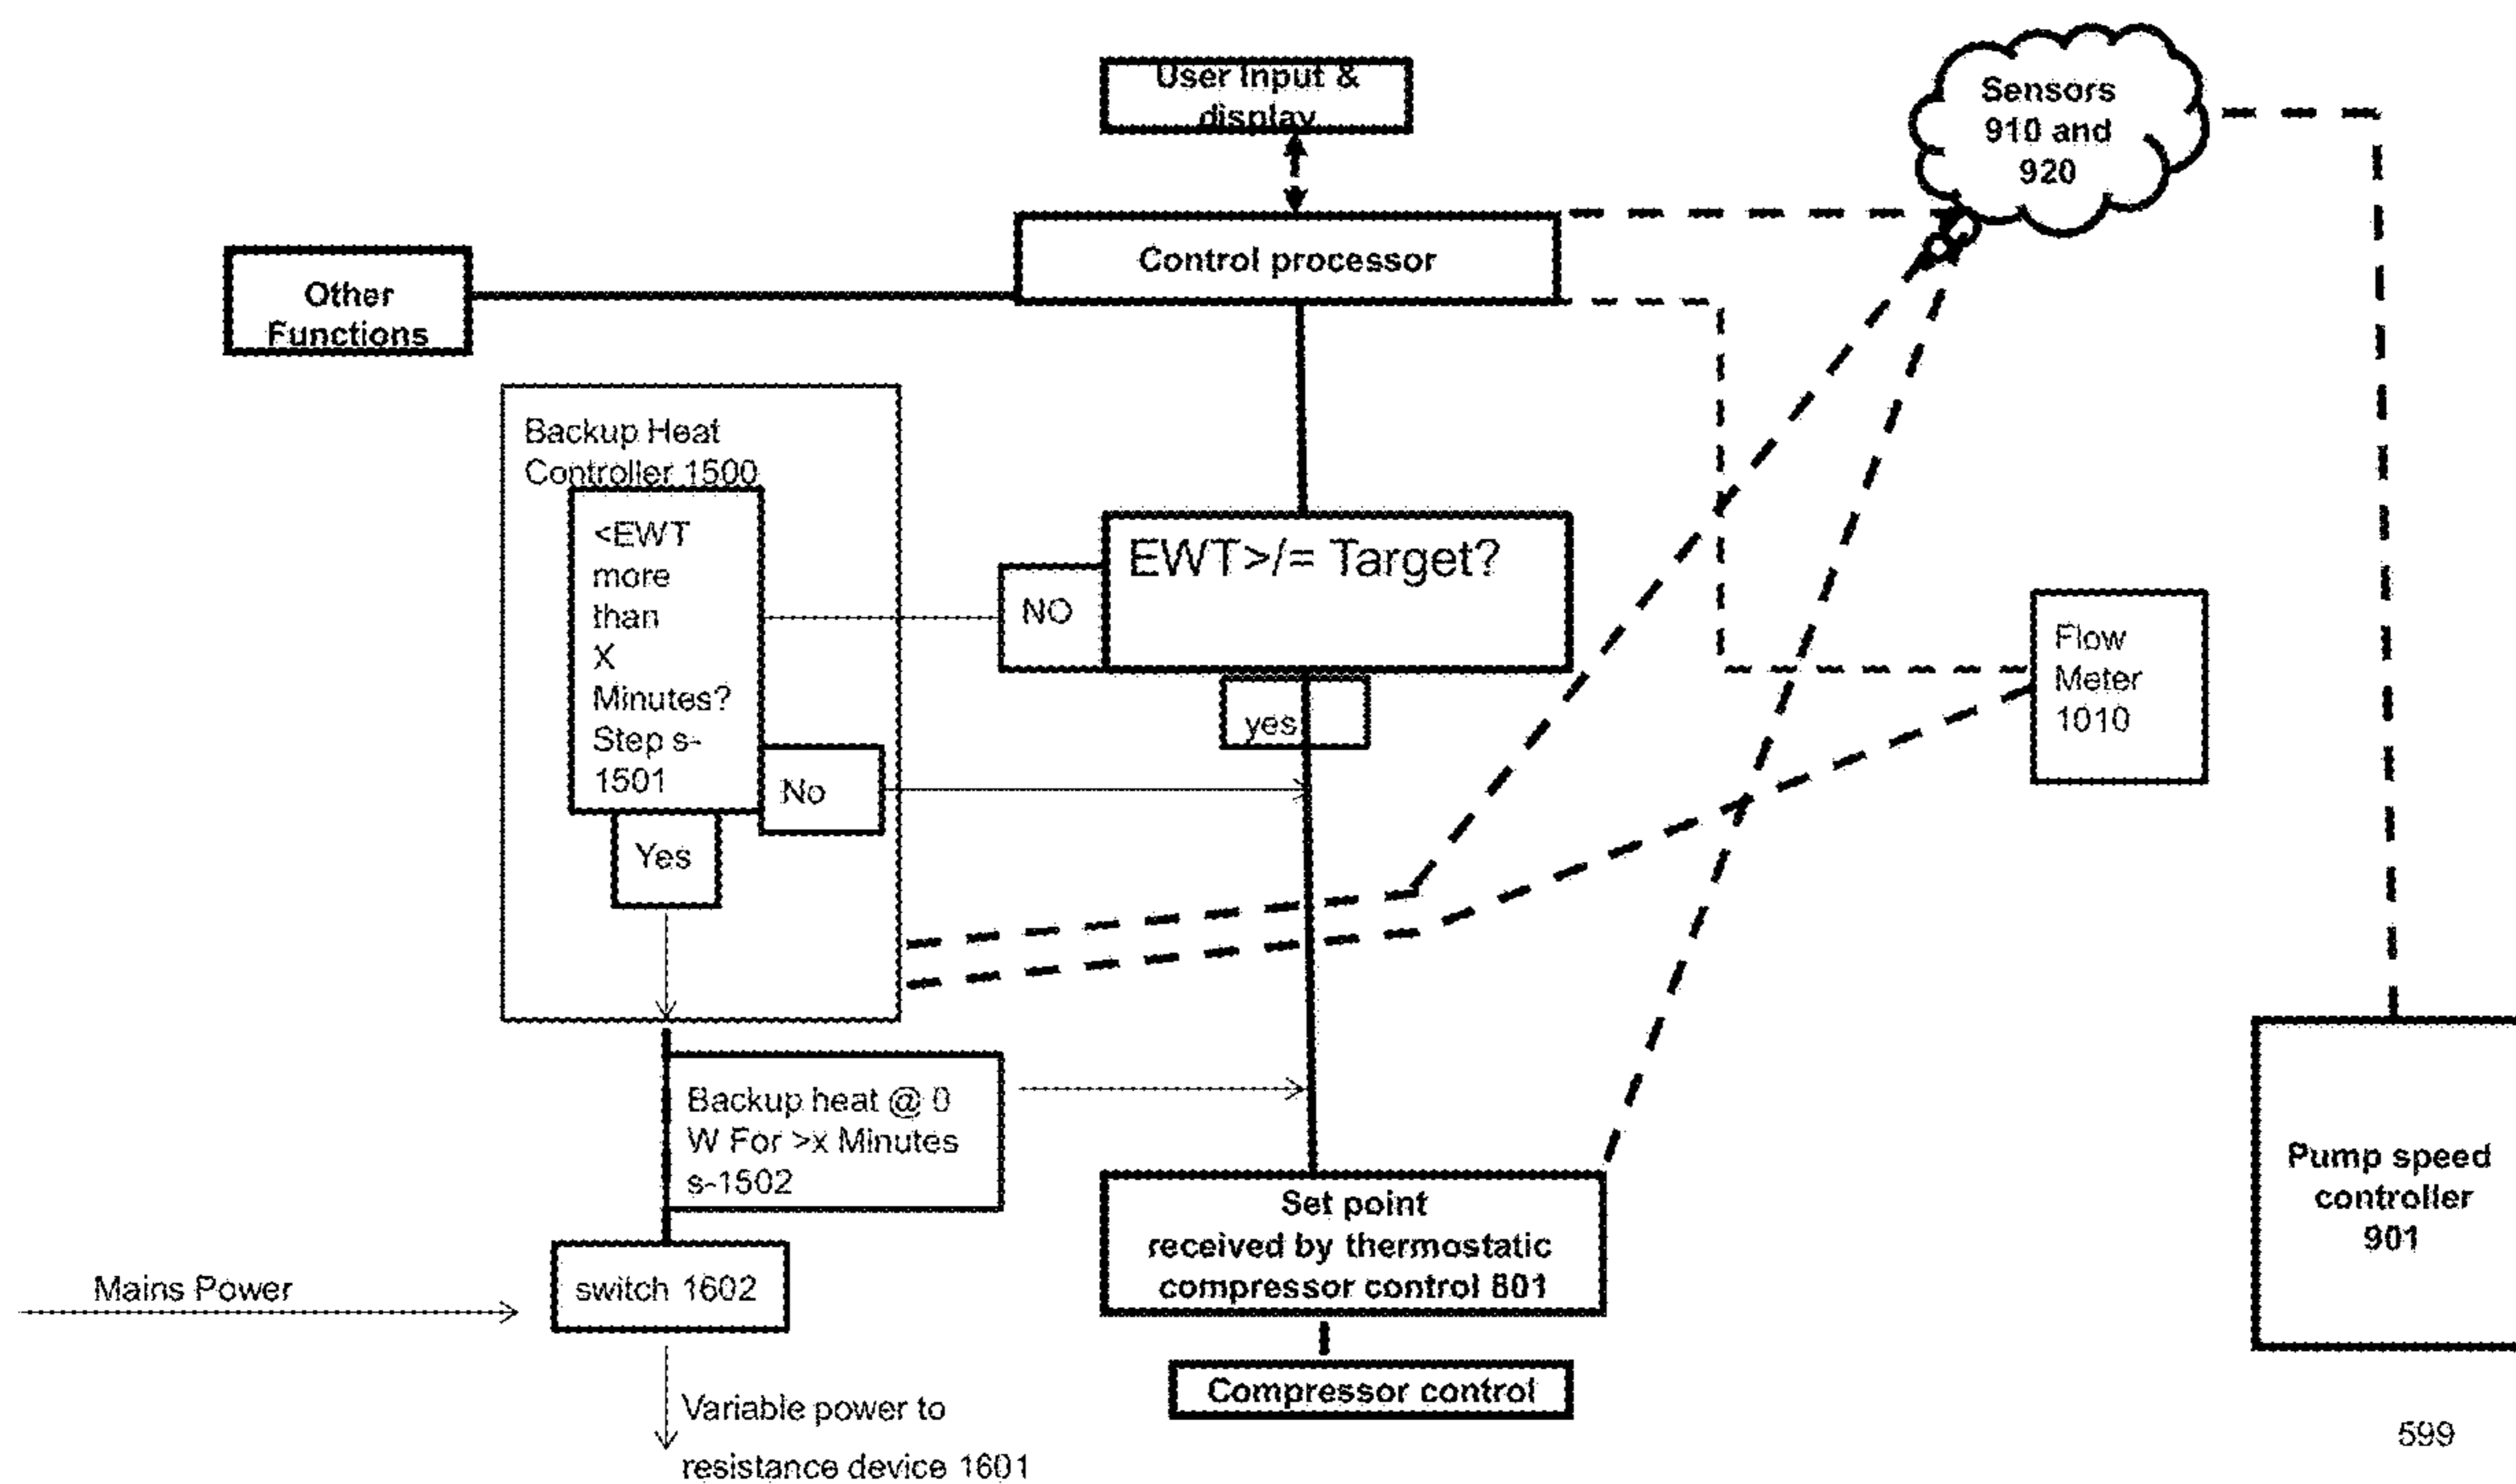 User Input &
display
Sensors
910 and
920
Control processor
Other
Functions
Backup Heat
Controller 1500
<EWT
more
than
X
Minutes?
Step s-
1501
NO
EWT>/= Target?
yes
No
Yes
Flow
Meter
1010
Backup heat @ 0
W For >x Minutes
s-1502
Set point
received by thermostatic
compressor control 801
Pump speed
controller
901
Mains Power
switch 1602
Compressor control
Variable power to
resistance device 1601
599